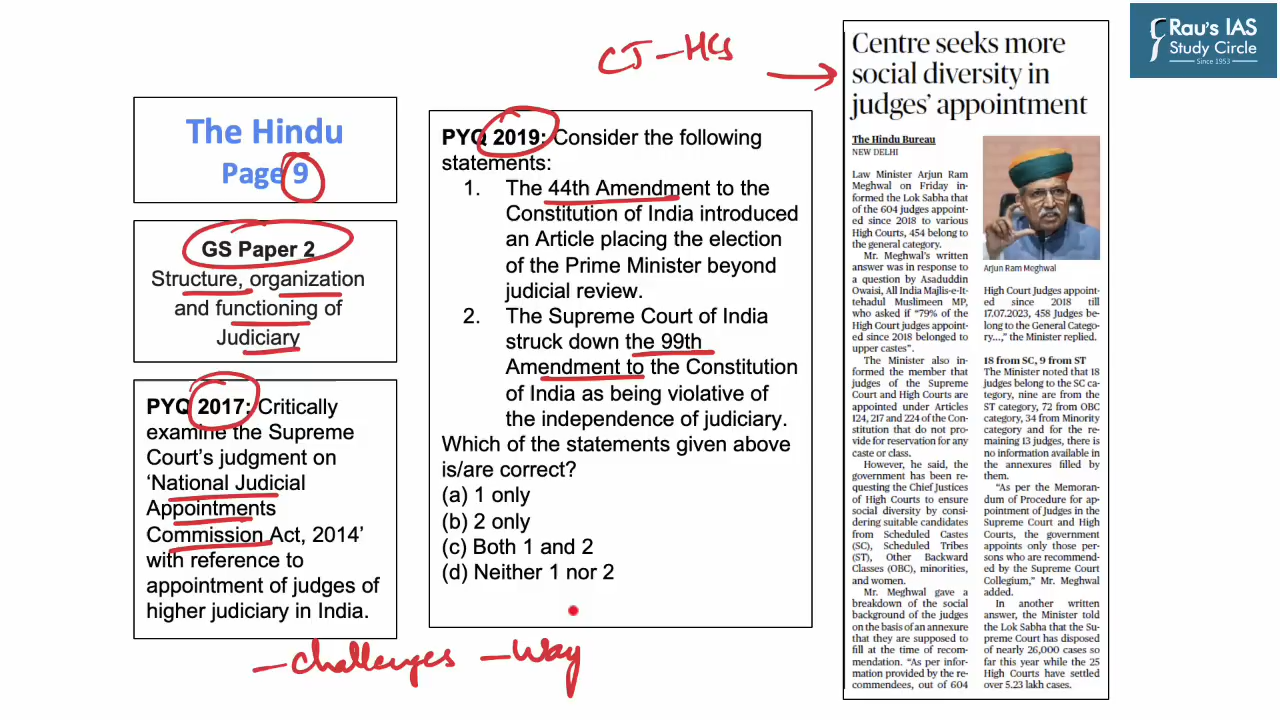 Rau's IAS
Study Circle
Since 1953
CJ – HCs
The Hindu
Page 9
GS Paper 2
Structure, organization
and functioning of
Judiciary
PYQ 2017: Critically
examine the Supreme
Court's judgment on
'National Judicial
Appointments
Commission Act, 2014'
with reference to
appointment of judges of
higher judiciary in India.
PYQ 2019: Consider the following
statements:
1. The 44th Amendment to the
Constitution of India introduced
an Article placing the election
of the Prime Minister beyond
judicial review.
2. The Supreme Court of India
struck down the 99th
Amendment to the Constitution
of India as being violative of
the independence of judiciary.
Which of the statements given above
is/are correct?
(a) 1 only
(b) 2 only
(c) Both 1 and 2
(d) Neither 1 nor 2
– challenges – way
Centre seeks more
social diversity in
judges' appointment
The Hindu Bureau
NEW DELHI
Law Minister Arjun Ram
Meghwal on Friday in-
formed the Lok Sabha that
of the 604 judges appoint-
ed since 2018 to various
High Courts, 454 belong to
the general category.
Mr. Meghwal's written
answer was in response to
a question by Asaduddin
Owaisi, All India Majlis-e-It-
tehadul Muslimeen MP,
who asked if "79% of the
High Court judges appoint-
ed since 2018 belonged to
upper castes".
The Minister also in-
formed the member that
judges of the Supreme
Court and High Courts are
appointed under Articles
124, 217 and 224 of the Con-
stitution that do not pro-
vide for reservation for any
caste or class.
However, he said, the
government has been re-
questing the Chief Justices
of High Courts to ensure
social diversity by consi-
dering suitable candidates
from Scheduled Castes
(SC), Scheduled Tribes
(ST), Other Backward
Classes (OBC), minorities,
and women.
Mr. Meghwal gave a
breakdown of the social
background of the judges
on the basis of an annexure
that they are supposed to
fill at the time of recom-
mendation. "As per infor-
mation provided by the re-
commendees, out of 604
Arjun Ram Meghwal
High Court Judges appoint-
ed since 2018 till
17.07.2023, 458 Judges be-
long to the General Catego-
ry...," the Minister replied.
18 from SC, 9 from ST
The Minister noted that 18
judges belong to the SC ca-
tegory, nine are from the
ST category, 72 from OBC
category, 34 from Minority
category and for the re-
maining 13 judges, there is
no information available in
the annexures filled by
them.
"As per the Memoran-
dum of Procedure for ap-
pointment of Judges in the
Supreme Court and High
Courts, the government
appoints only those per-
sons who are recommend-
ed by the Supreme Court
Collegium," Mr. Meghwal
added.
In another written
answer, the Minister told
the Lok Sabha that the Su-
preme Court has disposed
of nearly 26,000 cases so
far this year while the 25
High Courts have settled
over 5.23 lakh cases.